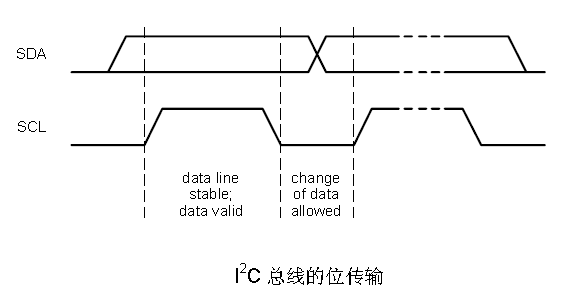 SDA
SCL
data line
stable;
data valid
change
of data
allowed
I²C 总线的位传输